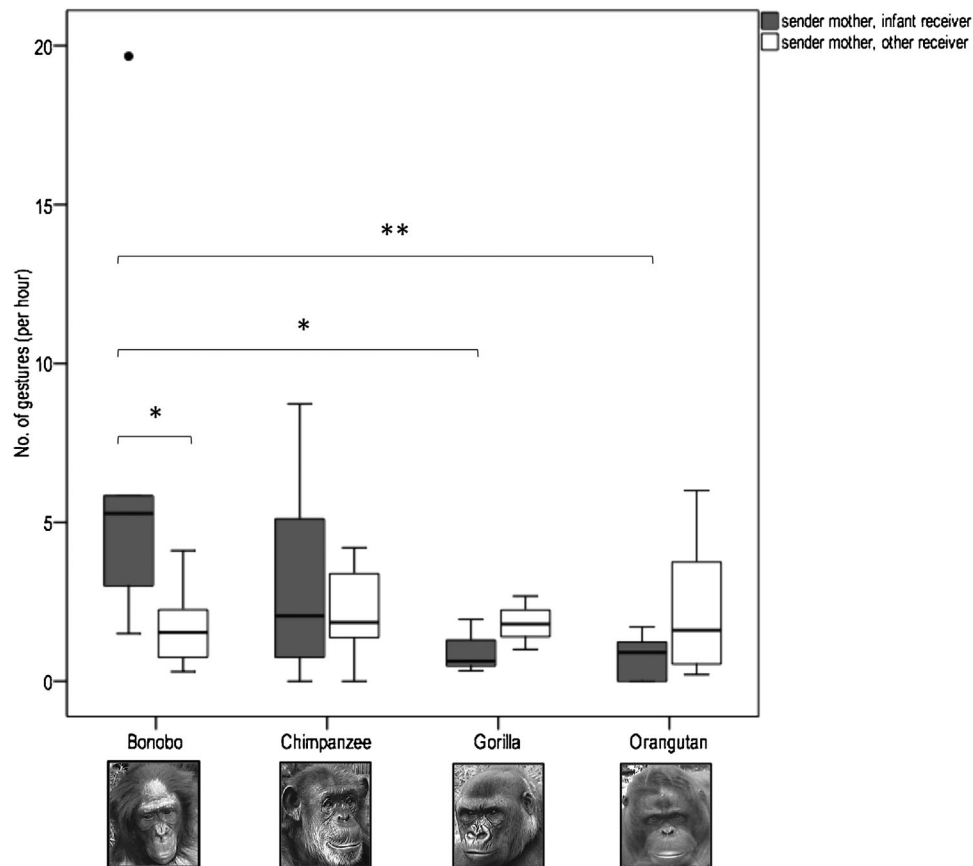 sender mother, infant receiver
sender mother, other receiver
No. of gestures (per hour)
20
15
10
5
0
**
*
*
Bonobo
Chimpanzee
Gorilla
Orangutan